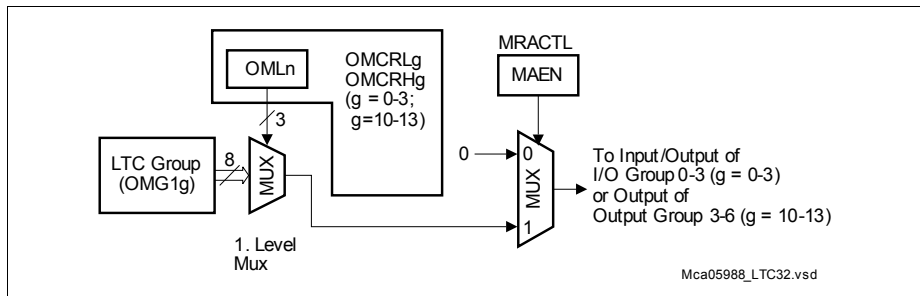 OMLn
OMCRLg
OMCRHg
(g = 0-3;
g=10-13)
MRACTL
MAEN
3
LTC Group
(OMG1g)
8
MUX
1. Level
Mux
0
0
MUX
1
To Input/Output of
I/O Group 0-3 (g = 0-3)
or Output of
Output Group 3-6 (g = 10-13)
Mca05988_LTC32.vsd